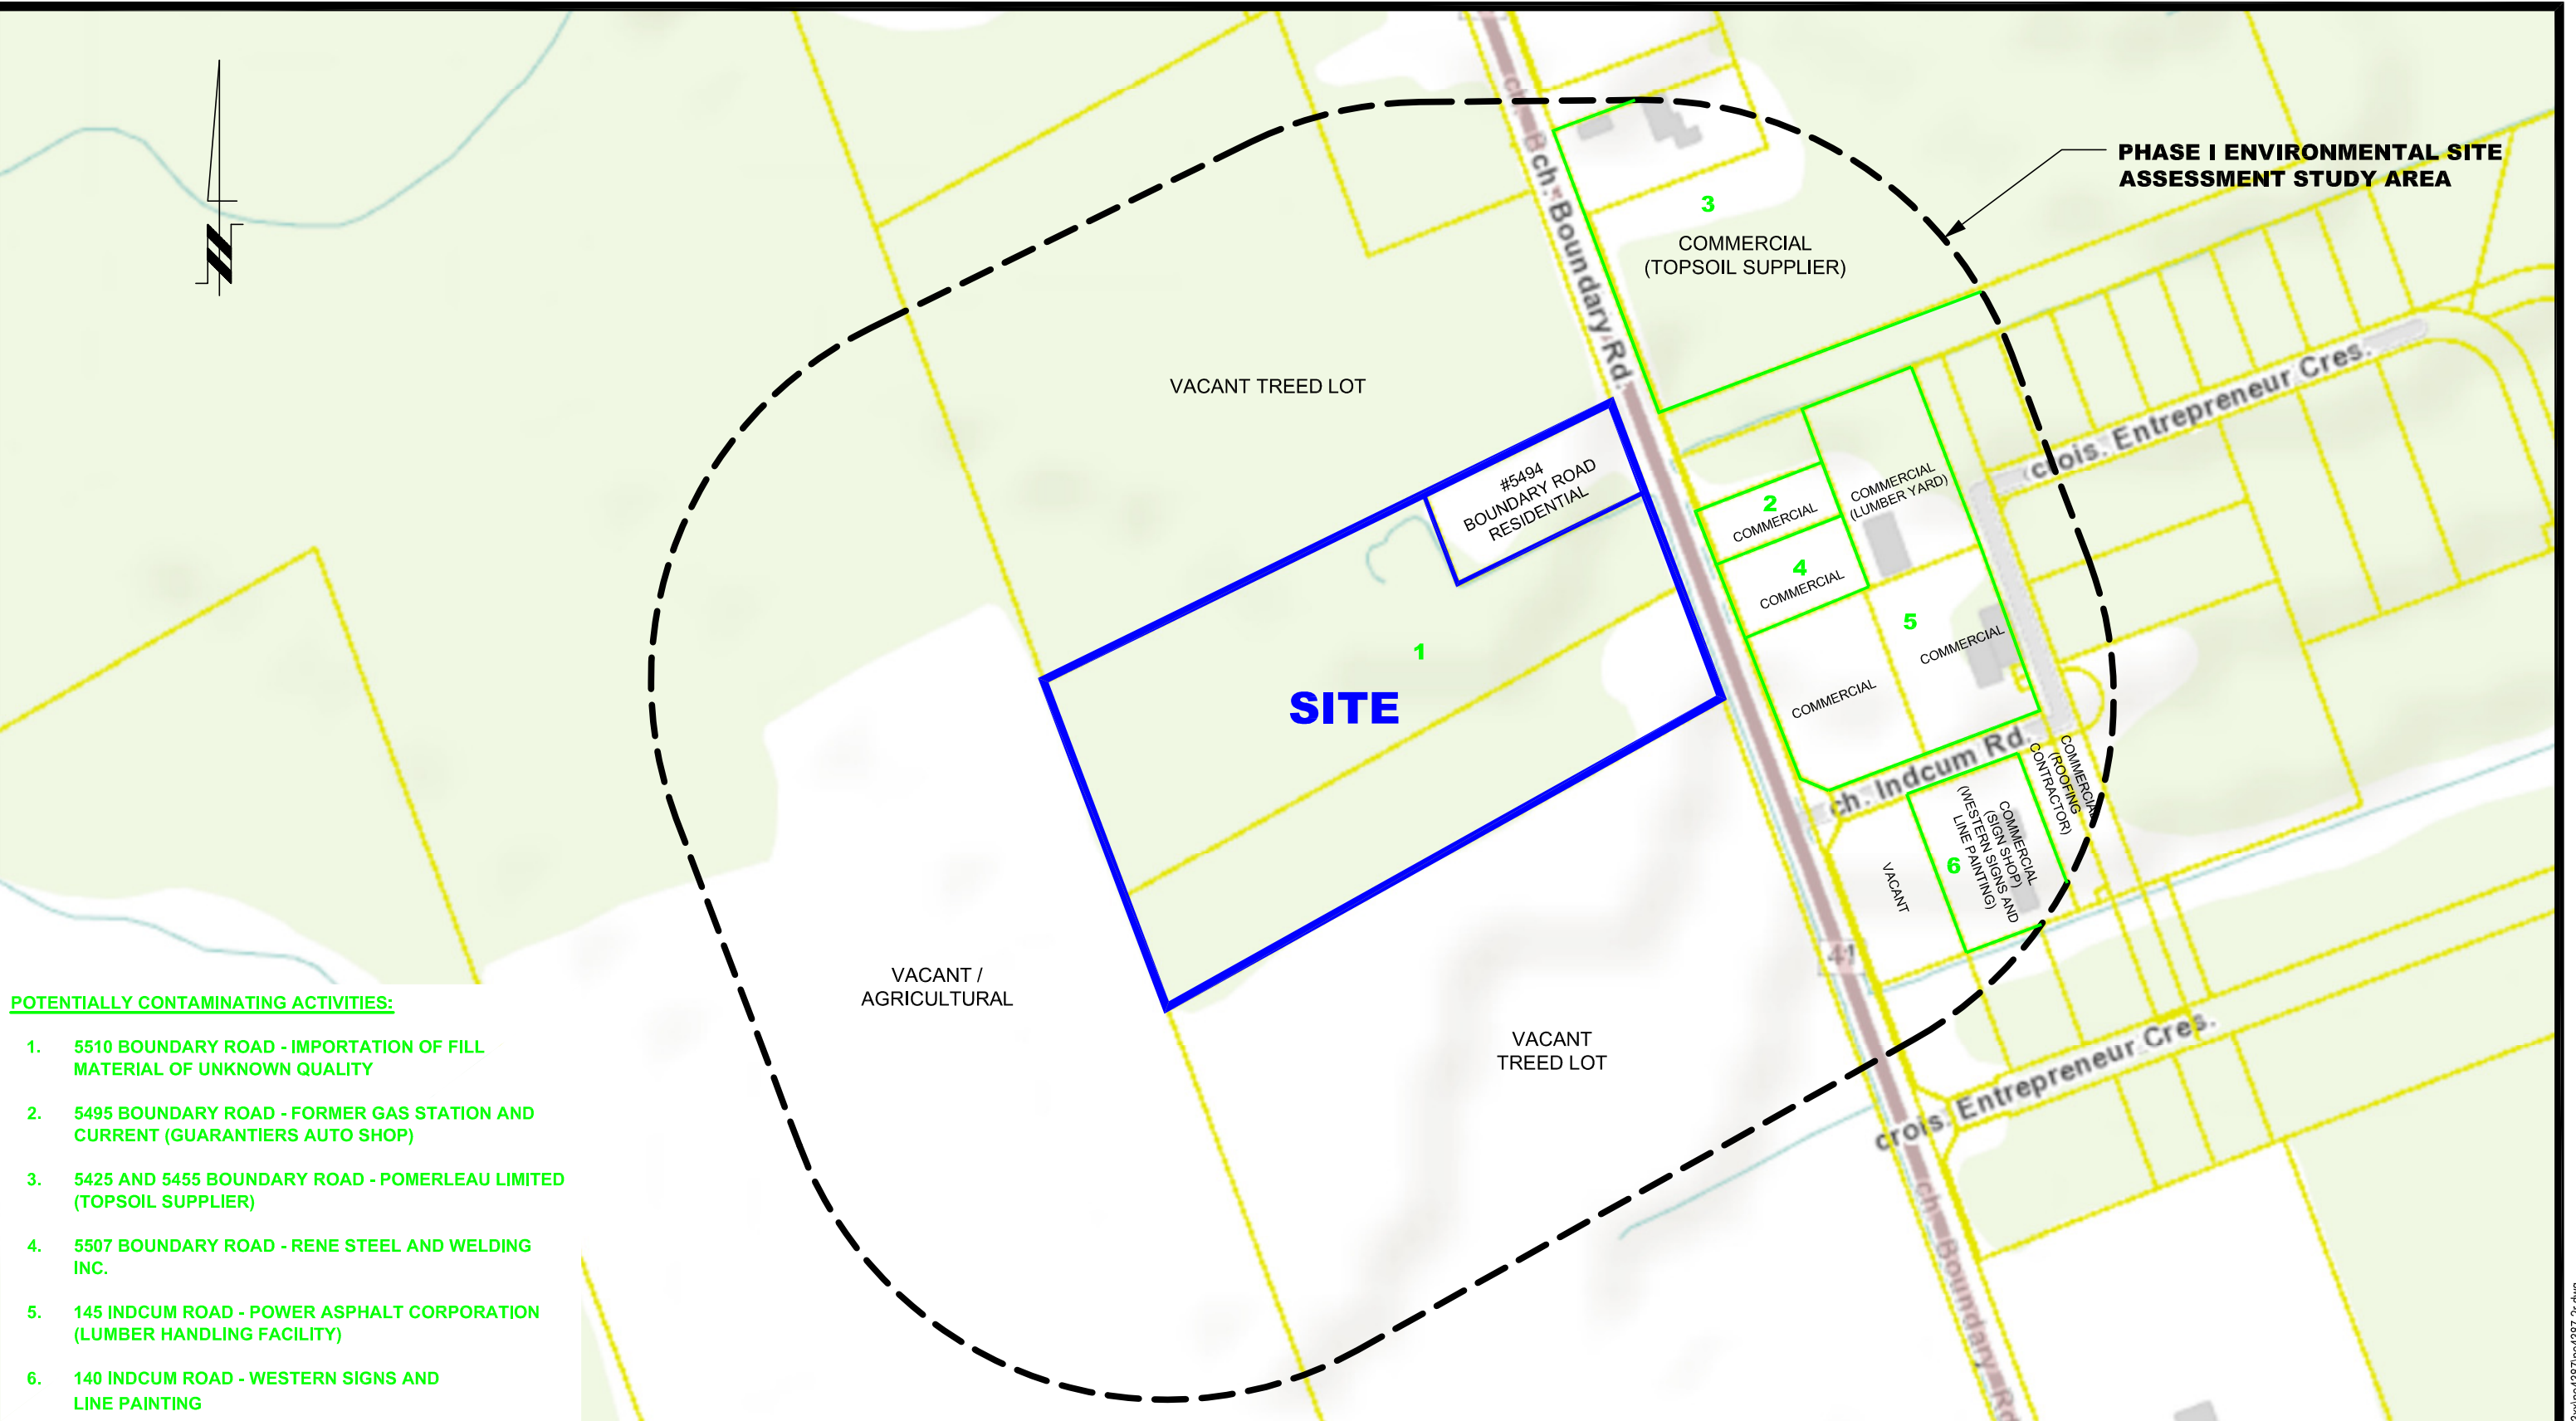 PHASE I ENVIRONMENTAL SITE
ASSESSMENT STUDY AREA
ch. Boundary Rd.
3
COMMERCIAL
(TOPSOIL SUPPLIER)
VACANT TREED LOT
crois. Entrepreneur Cres.
#5494
BOUNDARY ROAD
RESIDENTIAL
2
COMMERCIAL
COMMERCIAL
(LUMBER YARD)
4
COMMERCIAL
5
COMMERCIAL
COMMERCIAL
1
SITE
ch. Indcum Rd.
COMMERCIAL
(ROOFING
CONTRACTOR)
6
COMMERCIAL
(SIGN SHOP)
(WESTERN SIGNS AND
LINE PAINTING)
VACANT
41
VACANT /
AGRICULTURAL
VACANT
TREED LOT
crois. Entrepreneur Cres.
ch. Boundary Rd
POTENTIALLY CONTAMINATING ACTIVITIES:
1. 5510 BOUNDARY ROAD - IMPORTATION OF FILL
MATERIAL OF UNKNOWN QUALITY
2. 5495 BOUNDARY ROAD - FORMER GAS STATION AND
CURRENT (GUARANTIERS AUTO SHOP)
3. 5425 AND 5455 BOUNDARY ROAD - POMERLEAU LIMITED
(TOPSOIL SUPPLIER)
4. 5507 BOUNDARY ROAD - RENE STEEL AND WELDING
INC.
5. 145 INDCUM ROAD - POWER ASPHALT CORPORATION
(LUMBER HANDLING FACILITY)
6. 140 INDCUM ROAD - WESTERN SIGNS AND
LINE PAINTING